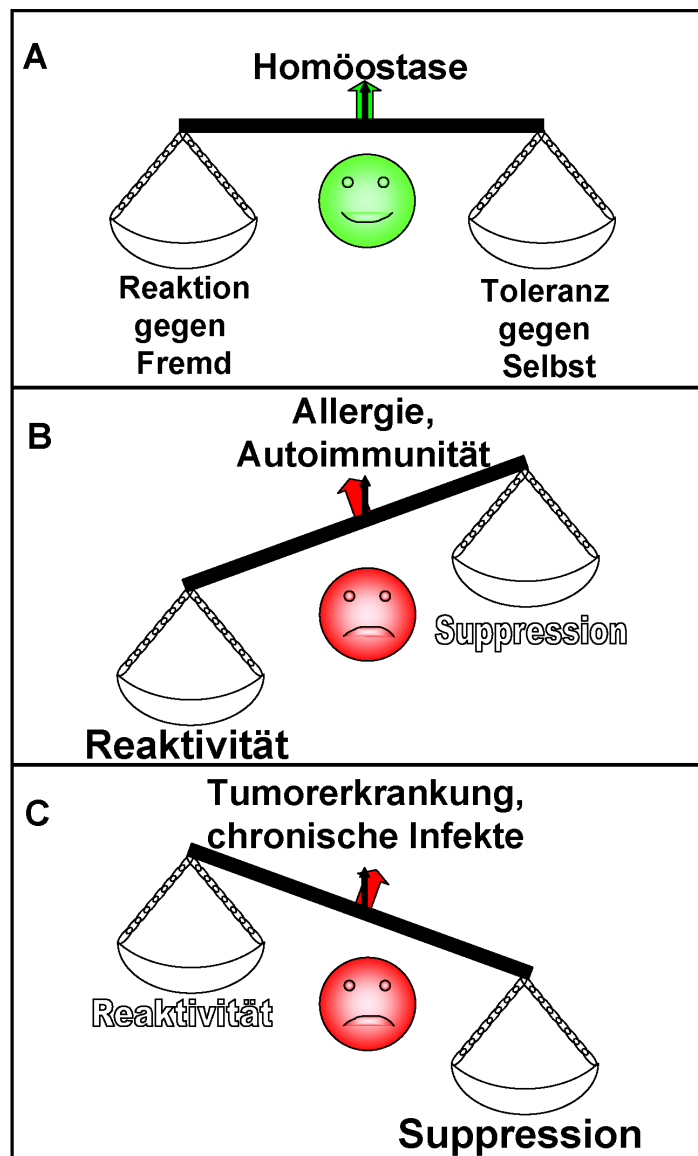 A
Homöostase
Reaktion
gegen
Fremd
Toleranz
gegen
Selbst
B
Allergie,
Autoimmunität
Suppression
Reaktivität
C
Tumorerkrankung,
chronische Infekte
Reaktivität
Suppression